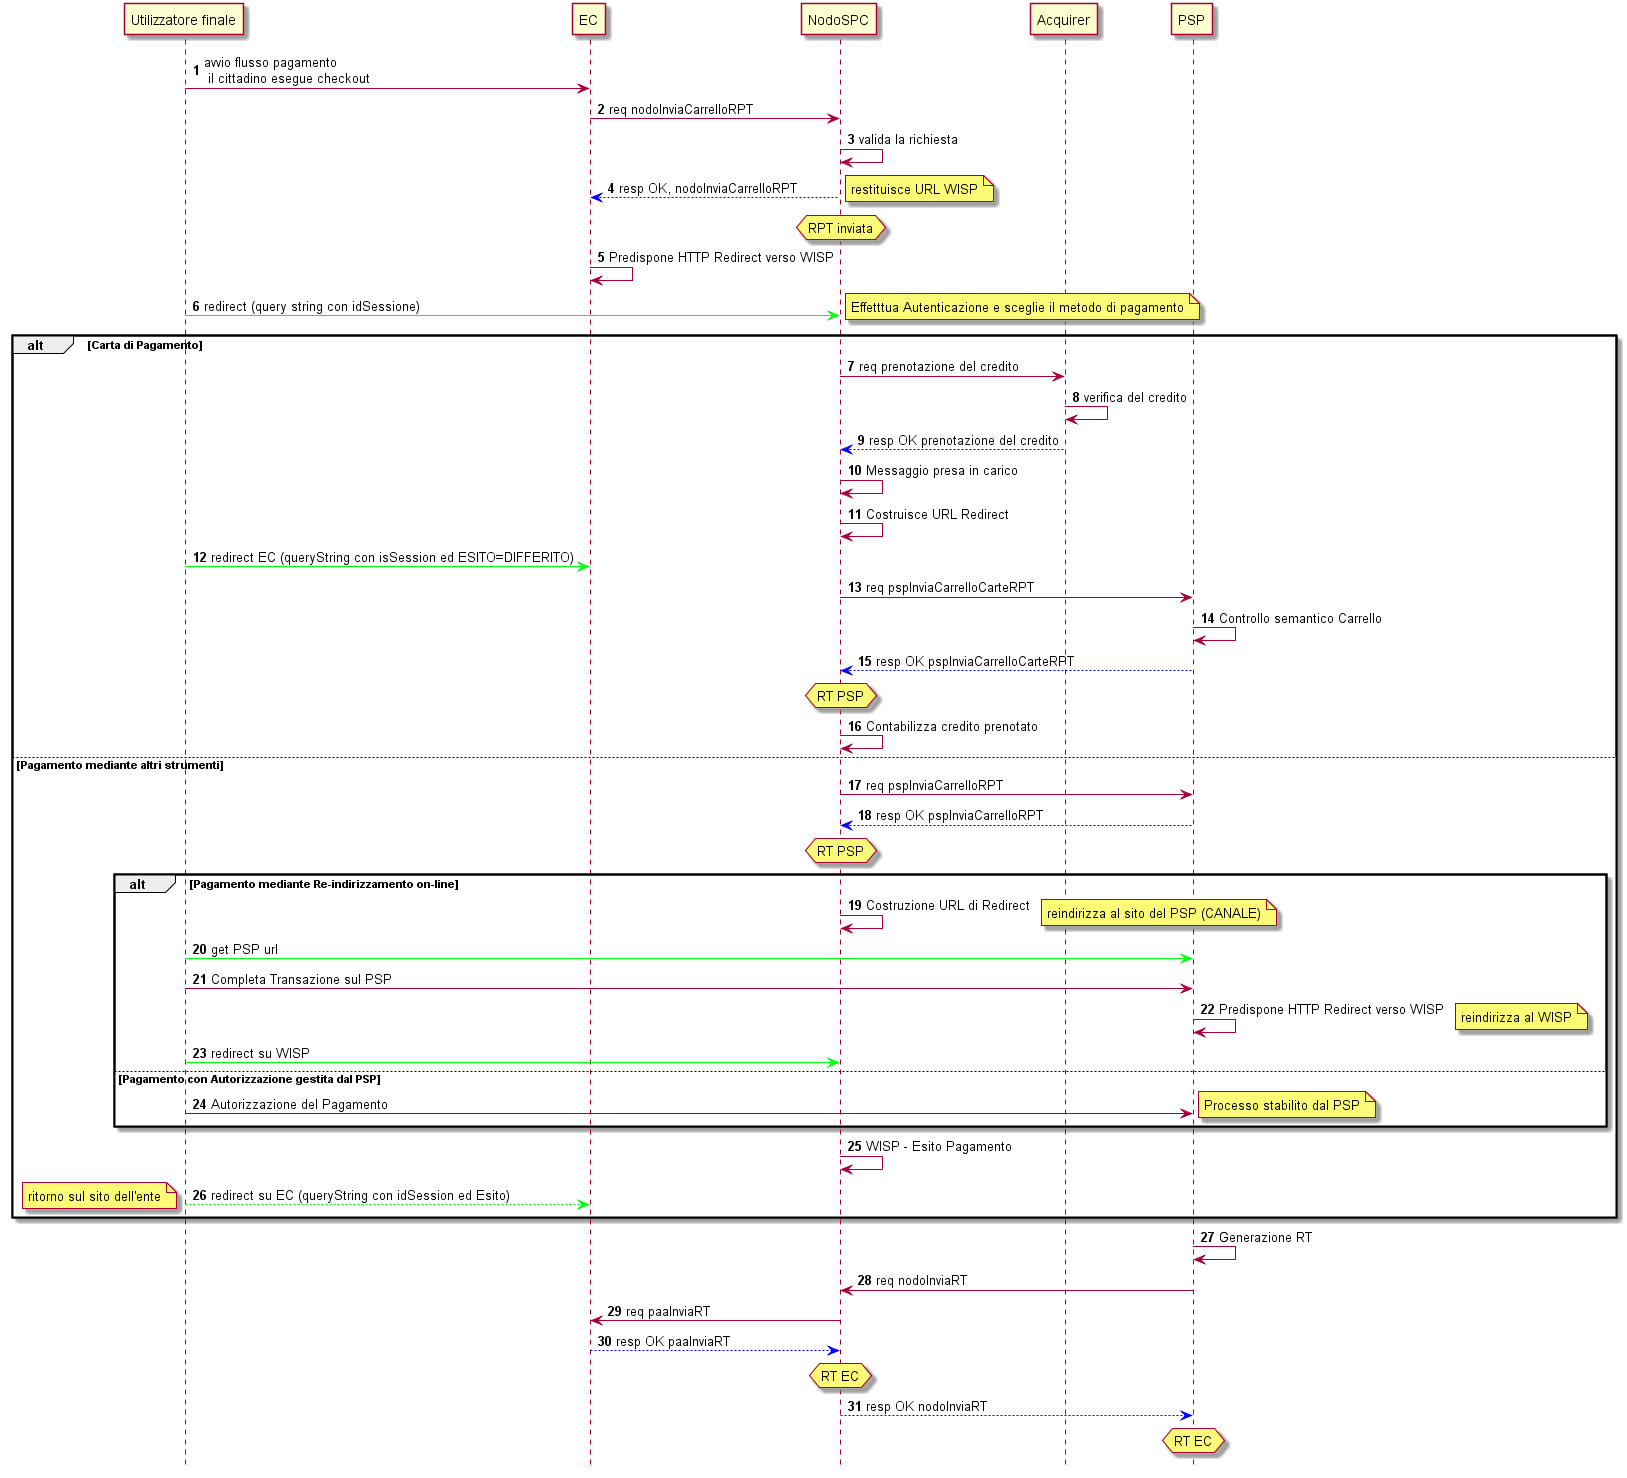 Utilizzatore finale
EC
NodoSPC
Acquirer
PSP
1 avvio flusso pagamento
il cittadino esegue checkout
2 req nodoInviaCarrelloRPT
3 valida la richiesta
4 resp OK, nodoInviaCarrelloRPT
restituisce URL WISP
RPT inviata
5 Predispone HTTP Redirect verso WISP
6 redirect (query string con idSessione)
Effetttua Autenticazione e sceglie il metodo di pagamento
alt [Carta di Pagamento]
7 req prenotazione del credito
8 verifica del credito
9 resp OK prenotazione del credito
10 Messaggio presa in carico
11 Costruisce URL Redirect
12 redirect EC (queryString con isSession ed ESITO=DIFFERITO)
13 req pspInviaCarrelloCarteRPT
14 Controllo semantico Carrello
15 resp OK pspInviaCarrelloCarteRPT
RT PSP
16 Contabilizza credito prenotato
[Pagamento mediante altri strumenti]
17 req pspInviaCarrelloRPT
18 resp OK pspInviaCarrelloRPT
RT PSP
alt [Pagamento mediante Re-indirizzamento on-line]
19 Costruzione URL di Redirect
reindirizza al sito del PSP (CANALE)
20 get PSP url
21 Completa Transazione sul PSP
22 Predispone HTTP Redirect verso WISP
reindirizza al WISP
23 redirect su WISP
[Pagamento con Autorizzazione gestita dal PSP]
24 Autorizzazione del Pagamento
Processo stabilito dal PSP
25 WISP - Esito Pagamento
ritorno sul sito dell'ente
26 redirect su EC (queryString con idSession ed Esito)
27 Generazione RT
28 req nodoInviaRT
29 req paaInviaRT
30 resp OK paaInviaRT
RT EC
31 resp OK nodoInviaRT
RT EC